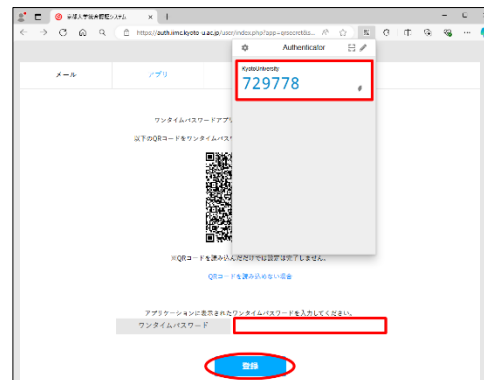 京都大学統合認証システム
https://auth.iimc.kyoto-u.ac.jp/user/index.php?app=qrsecret&s...
Authenticator
メール
アプリ
KyotoUniversity
729778
ワンタイムパスワードアプリ
以下のQRコードをワンタイムパス
※QRコードを読み込んだだけでは設定は完了しません。
QRコードを読み込めない場合
アプリケーションに表示されたワンタイムパスワードを入力してください。
ワンタイムパスワード
登録